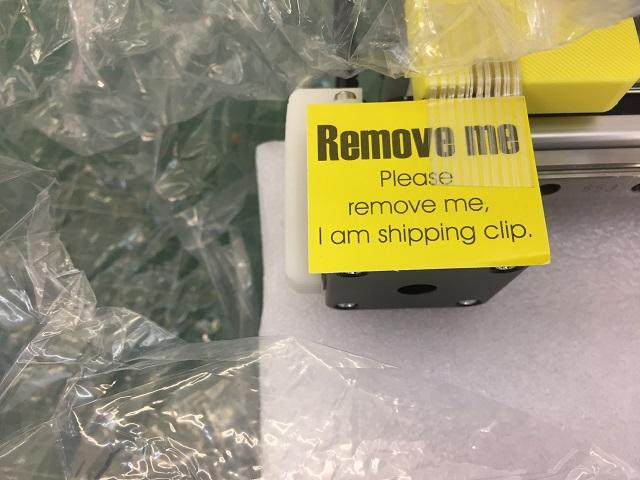 Remove me
Please
remove me,
I am shipping clip.